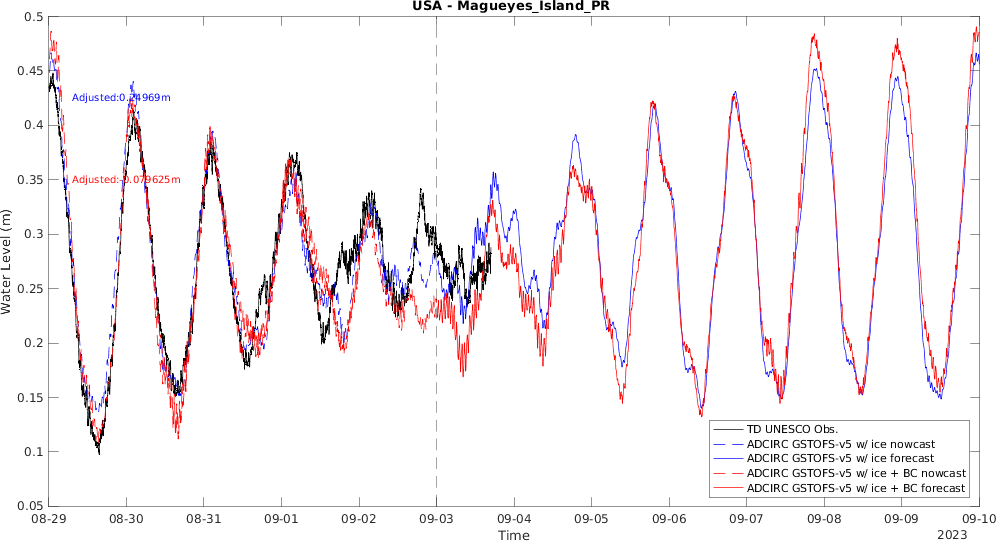 USA - Magueyes_Island_PR
0.5
0.45
0.4
0.35
0.3
0.25
0.2
0.15
0.1
0.05
Water Level (m)
Adjusted:0.24969m
Adjusted:-0.079625m
TD UNESCO Obs.
ADCIRC GSTOFS-v5 w/ ice nowcast
ADCIRC GSTOFS-v5 w/ ice forecast
ADCIRC GSTOFS-v5 w/ ice + BC nowcast
ADCIRC GSTOFS-v5 w/ ice + BC forecast
08-29 08-30 08-31 09-01 09-02 09-03 09-04 09-05 09-06 09-07 09-08 09-09 09-10
Time
2023